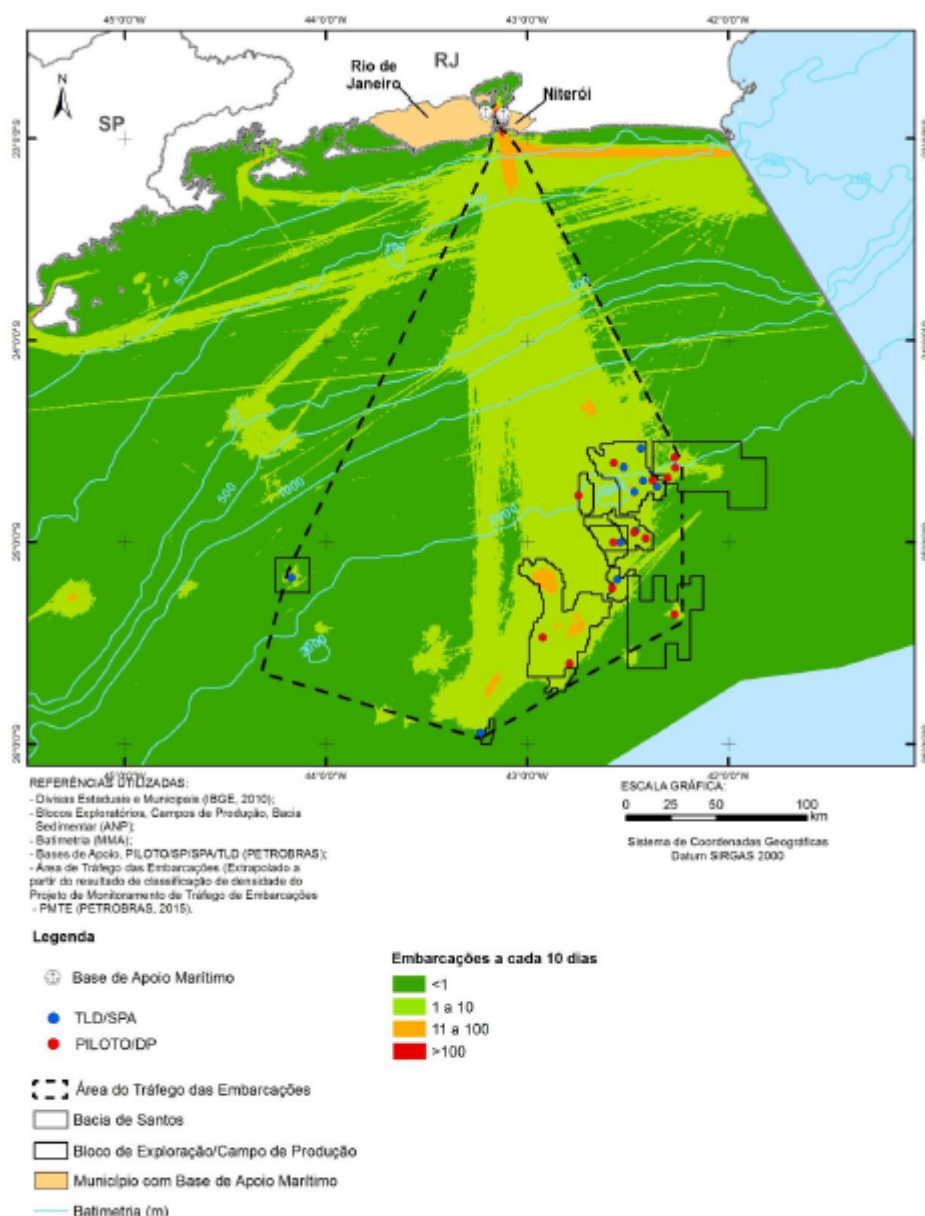 45°0'0"W 44°0'0"W 43°0'0"W 42°0'0"W
RJ
Rio de
Janeiro
Niterói
N
SP
50
500
1000
2000
3000
45°0'0"W 44°0'0"W 43°0'0"W 42°0'0"W
REFERÊNCIAS UTILIZADAS:
- Divisas Estaduais e Municipais (IBGE, 2010);
- Blocos Exploratórios, Campos de Produção, Bacia
Sedimentar (ANP);
- Batimetria (MMA);
- Bases de Apoio, PILOTO/SP/SPA/TLD (PETROBRAS);
- Área de Tráfego das Embarcações (Extrapolado a
partir do resultado de classificação de densidade do
Projeto de Monitoramento de Tráfego de Embarcações
- PMTE (PETROBRAS, 2015).
ESCALA GRÁFICA:
0 25 50 100
km
Sistema de Coordenadas Geográficas
Datum SIRGAS 2000
Legenda
Base de Apoio Marítimo
TLD/SPA
PILOTO/DP
Área do Tráfego das Embarcações
Bacia de Santos
Bloco de Exploração/Campo de Produção
Município com Base de Apoio Marítimo
Batimetria (m)
Embarcações a cada 10 dias
<1
1 a 10
11 a 100
>100